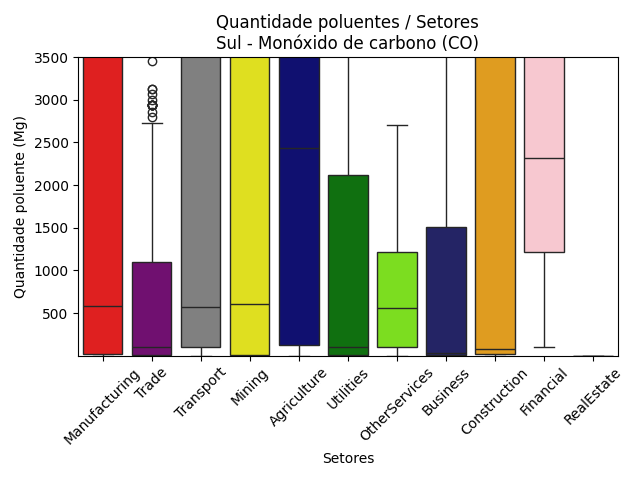 Quantidade poluentes / Setores
Sul - Monóxido de carbono (CO)
Quantidade poluente (Mg)
3500
3000
2500
2000
1500
1000
500
Manufacturing
Trade
Transport
Mining
Agriculture
Utilities
OtherServices
Business
Construction
Financial
RealEstate
Setores